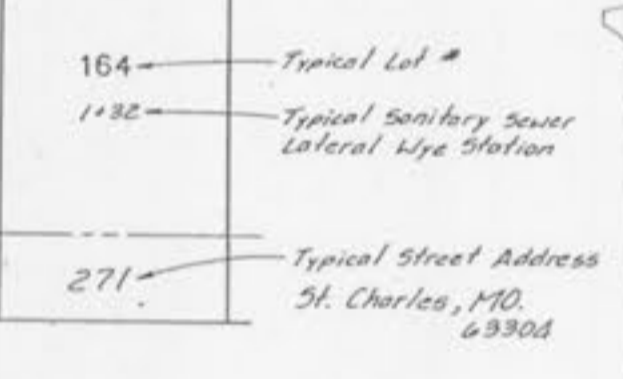 164 Typical Lot #
1+32 Typical Sanitary Sewer
Lateral Wye Station
271 Typical Street Address
St. Charles, MO.
63304